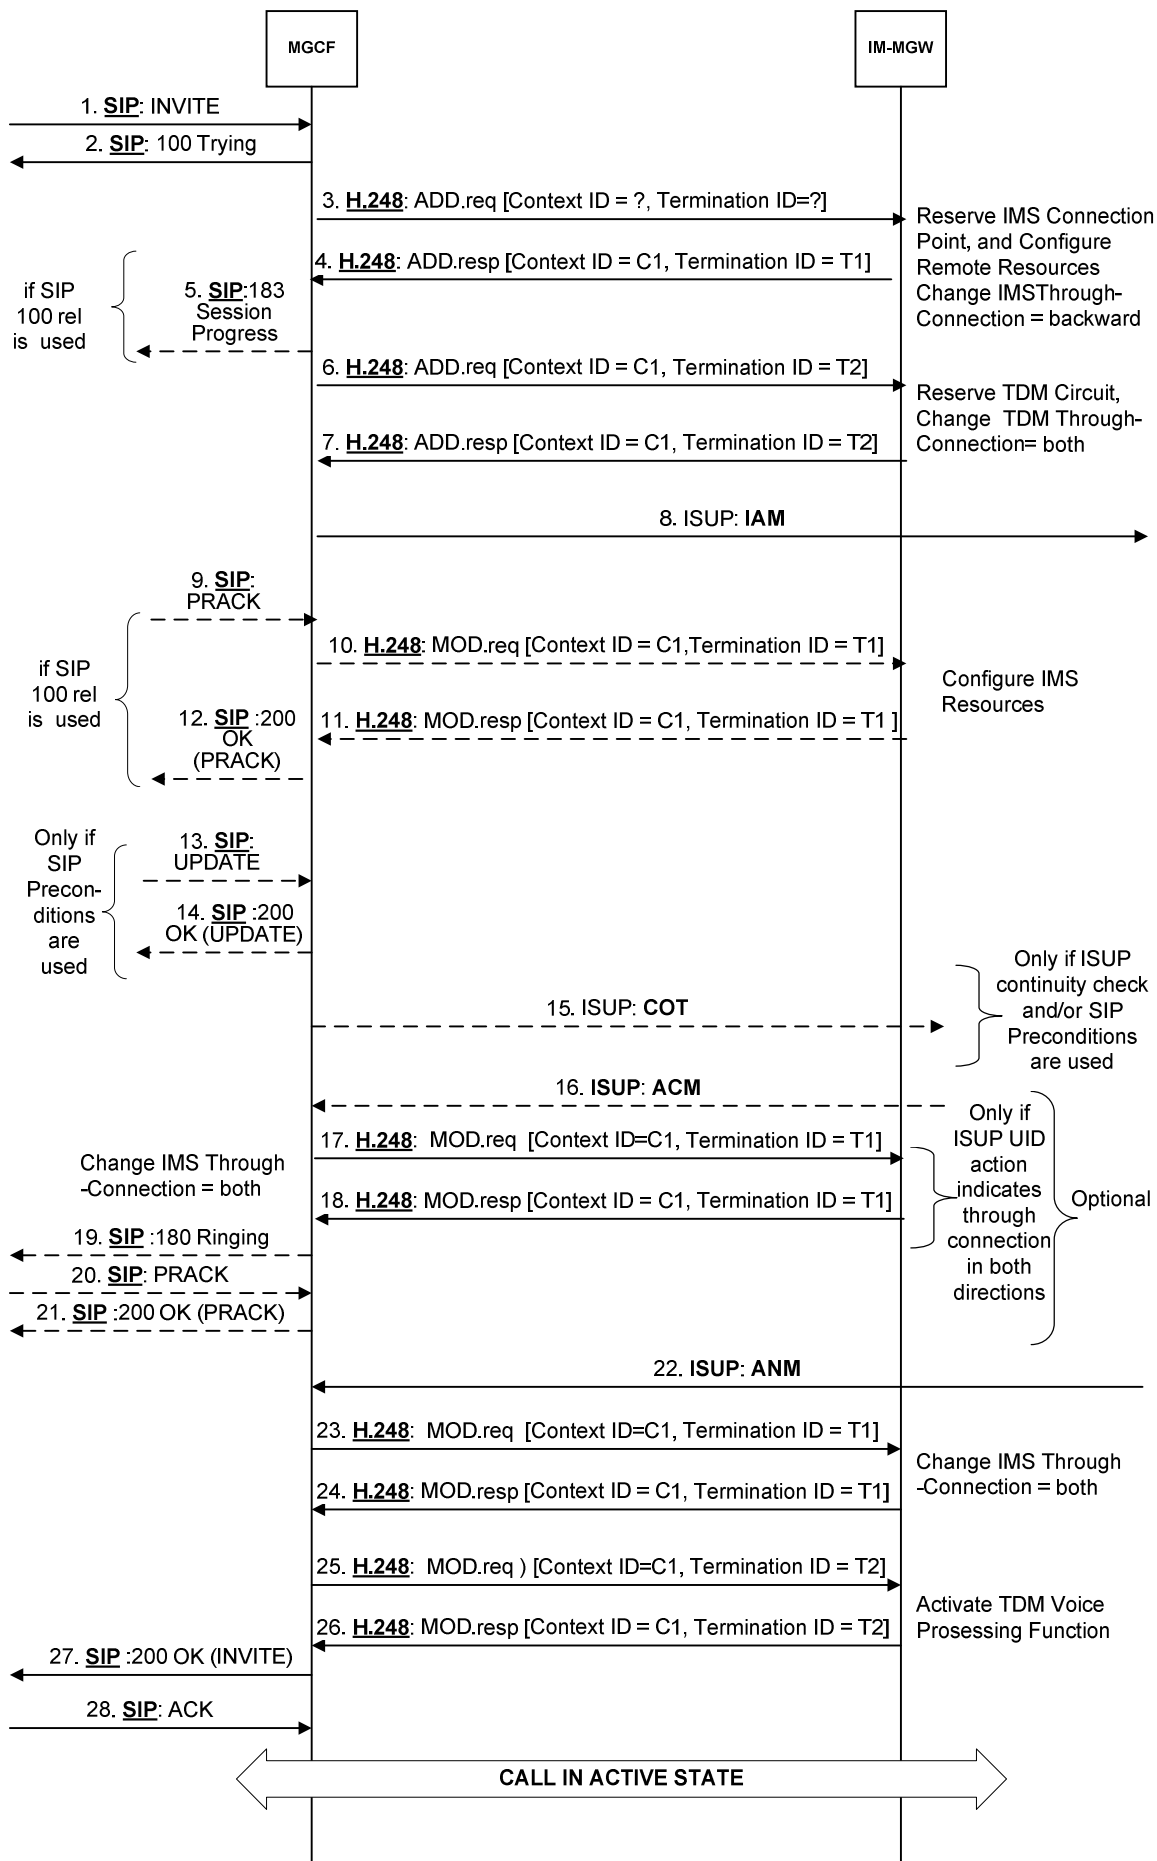 MGCF
IM-MGW
1. SIP: INVITE
2. SIP: 100 Trying
3. H.248: ADD.req [Context ID = ?, Termination ID=?]
Reserve IMS Connection
Point, and Configure
Remote Resources
Change IMSThrough-
Connection = backward
4. H.248: ADD.resp [Context ID = C1, Termination ID = T1]
if SIP
100 rel
is used
5. SIP:183
Session
Progress
6. H.248: ADD.req [Context ID = C1, Termination ID = T2]
Reserve TDM Circuit,
Change TDM Through-
Connection= both
7. H.248: ADD.resp [Context ID = C1, Termination ID = T2]
8. ISUP: IAM
9. SIP:
PRACK
if SIP
100 rel
is used
10. H.248: MOD.req [Context ID = C1,Termination ID = T1]
Configure IMS
Resources
11. H.248: MOD.resp [Context ID = C1, Termination ID = T1 ]
12. SIP :200
OK
(PRACK)
Only if
SIP
Precon-
ditions
are
used
13. SIP:
UPDATE
14. SIP :200
OK (UPDATE)
15. ISUP: COT
Only if ISUP
continuity check
and/or SIP
Preconditions
are used
16. ISUP: ACM
17. H.248: MOD.req [Context ID=C1, Termination ID = T1]
Change IMS Through
-Connection = both
18. H.248: MOD.resp [Context ID = C1, Termination ID = T1]
Only if
ISUP UID
action
indicates
through
connection
in both
directions
Optional
19. SIP :180 Ringing
20. SIP: PRACK
21. SIP :200 OK (PRACK)
22. ISUP: ANM
23. H.248: MOD.req [Context ID=C1, Termination ID = T1]
Change IMS Through
-Connection = both
24. H.248: MOD.resp [Context ID = C1, Termination ID = T1]
25. H.248: MOD.req ) [Context ID=C1, Termination ID = T2]
Activate TDM Voice
Prosessing Function
26. H.248: MOD.resp [Context ID = C1, Termination ID = T2]
27. SIP :200 OK (INVITE)
28. SIP: ACK
CALL IN ACTIVE STATE